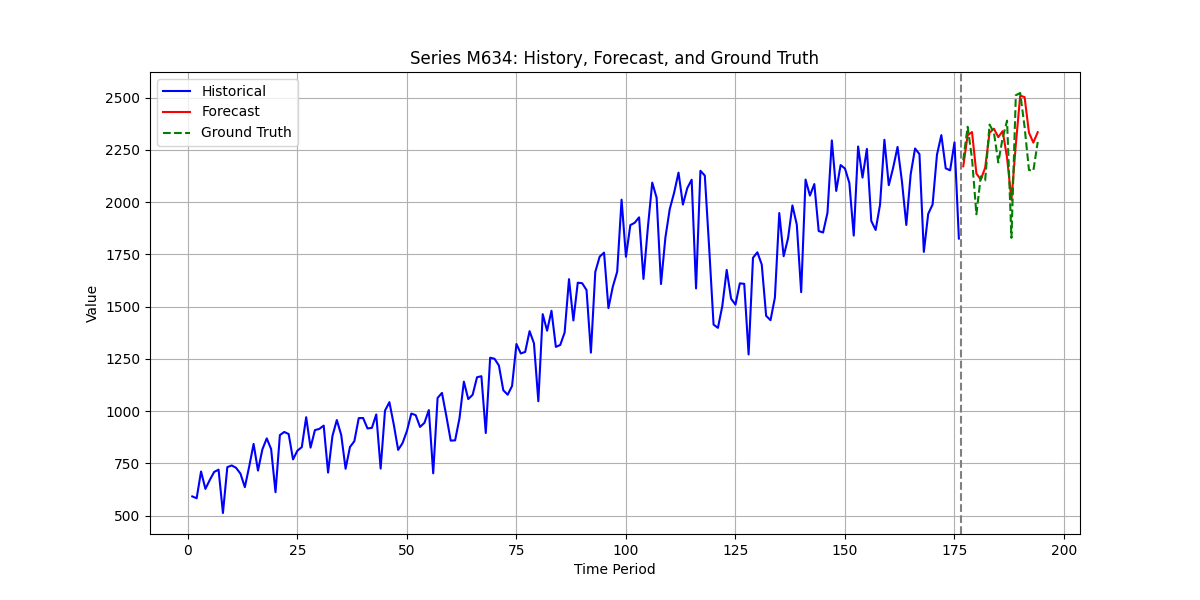 Series M634: History, Forecast, and Ground Truth
Historical
Forecast
Ground Truth
Value
2500
2250
2000
1750
1500
1250
1000
750
500
0 25 50 75 100 125 150 175 200
Time Period